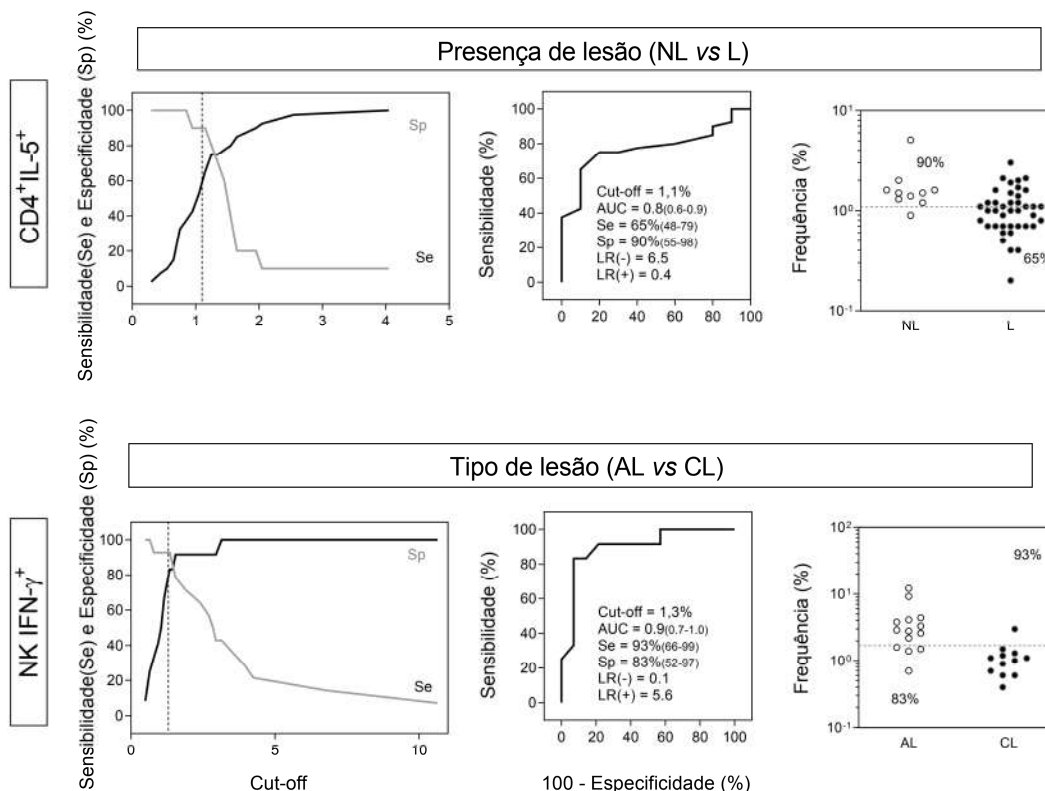 Presença de lesão (NL vs L)
CD4+IL-5+
Sensibilidade(Se) e Especificidade (Sp) (%)
100
80
60
40
20
0
Sp
Se
0
1
2
3
4
5
Sensibilidade (%)
100
80
60
40
20
0
Cut-off = 1,1%
AUC = 0.8(0.6-0.9)
Se = 65%(48-79)
Sp = 90%(55-98)
LR(-) = 6.5
LR(+) = 0.4
0
20
40
60
80
100
Frequência (%)
10¹
10⁰
10⁻¹
90%
65%
NL
L
Tipo de lesão (AL vs CL)
NK IFN-γ+
Sensibilidade(Se) e Especificidade (Sp) (%)
100
80
60
40
20
0
Sp
Se
0
5
10
Cut-off
Sensibilidade (%)
100
80
60
40
20
0
Cut-off = 1,3%
AUC = 0.9(0.7-1.0)
Se = 93%(66-99)
Sp = 83%(52-97)
LR(-) = 0.1
LR(+) = 5.6
0
20
40
60
80
100
100 - Especificidade (%)
Frequência (%)
10²
10¹
10⁰
10⁻¹
93%
83%
AL
CL